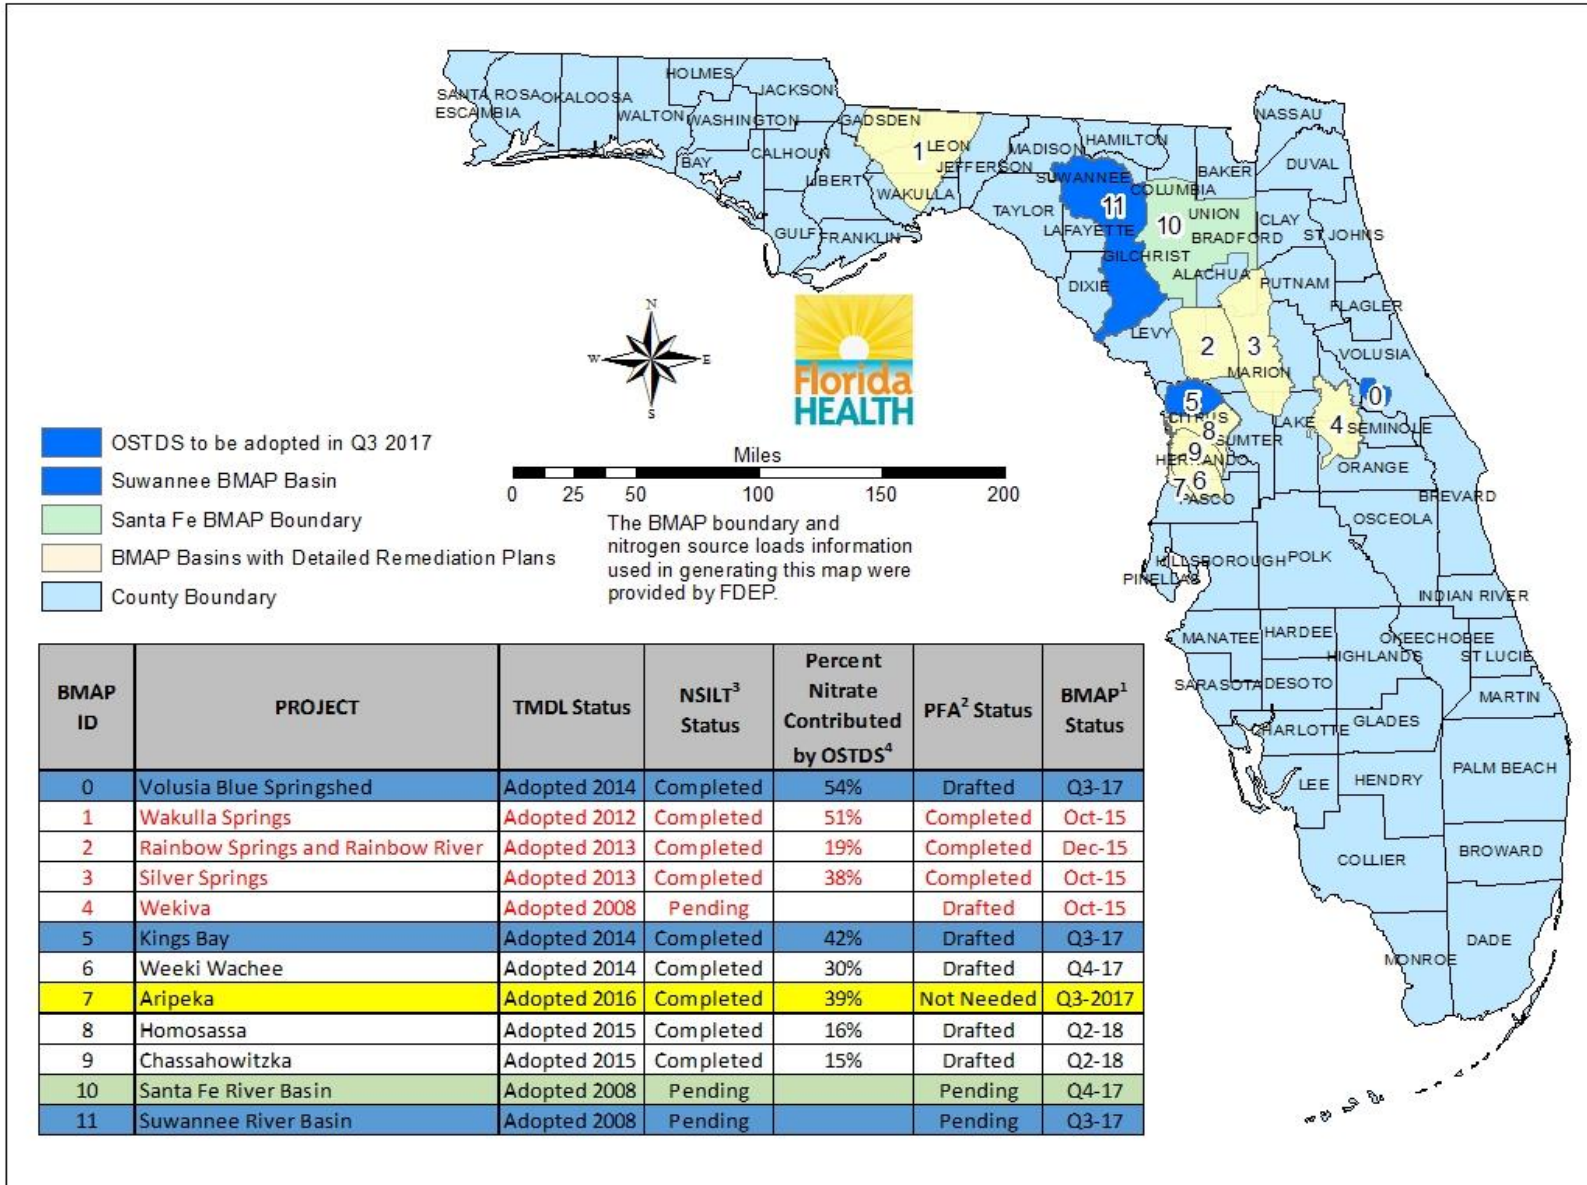 HOLMES
JACKSON
SANTA ROSA
OKALOOSA
ESCAMBIA
WALTON
WASHINGTON
GADSDEN
NASSAU
BAY
CALHOUN
1
LEON
MADISON
HAMILTON
DUVAL
JEFFERSON
LIBERTY
WAKULLA
SUWANNEE
BAKER
COLUMBIA
TAYLOR
11
10
UNION
CLAY
GULF
FRANKLIN
LAFAYETTE
BRADFORD
ST JOHNS
GILCHRIST
DIXIE
ALACHUA
PUTNAM
FLAGLER
LEVY
2
3
VOLUSIA
MARION
N
W
E
S
Florida
HEALTH
5
0
CITRUS
8
LAKE
4
SEMINOLE
SUMTER
9
HERNANDO
ORANGE
7
6
PASCO
BREVARD
OSCEOLA
HILLSBOROUGH
POLK
PINELLAS
INDIAN RIVER
MANATEE
HARDEE
OKEECHOBEE
HIGHLANDS
ST LUCIE
SARASOTA
DESOTO
MARTIN
CHARLOTTE
GLADES
LEE
HENDRY
PALM BEACH
COLLIER
BROWARD
MONROE
DADE
OSTDS to be adopted in Q3 2017
Suwannee BMAP Basin
Santa Fe BMAP Boundary
BMAP Basins with Detailed Remediation Plans
County Boundary
Miles
0 25 50 100 150 200
The BMAP boundary and
nitrogen source loads information
used in generating this map were
provided by FDEP.
BMAP ID PROJECT TMDL Status NSILT³ Status Percent Nitrate Contributed by OSTDS⁴ PFA² Status BMAP¹ Status
0 Volusia Blue Springshed Adopted 2014 Completed 54% Drafted Q3-17
1 Wakulla Springs Adopted 2012 Completed 51% Completed Oct-15
2 Rainbow Springs and Rainbow River Adopted 2013 Completed 19% Completed Dec-15
3 Silver Springs Adopted 2013 Completed 38% Completed Oct-15
4 Wekiva Adopted 2008 Pending Drafted Oct-15
5 Kings Bay Adopted 2014 Completed 42% Drafted Q3-17
6 Weeki Wachee Adopted 2014 Completed 30% Drafted Q4-17
7 Aripeka Adopted 2016 Completed 39% Not Needed Q3-2017
8 Homosassa Adopted 2015 Completed 16% Drafted Q2-18
9 Chassahowitzka Adopted 2015 Completed 15% Drafted Q2-18
10 Santa Fe River Basin Adopted 2008 Pending Pending Q4-17
11 Suwannee River Basin Adopted 2008 Pending Pending Q3-17